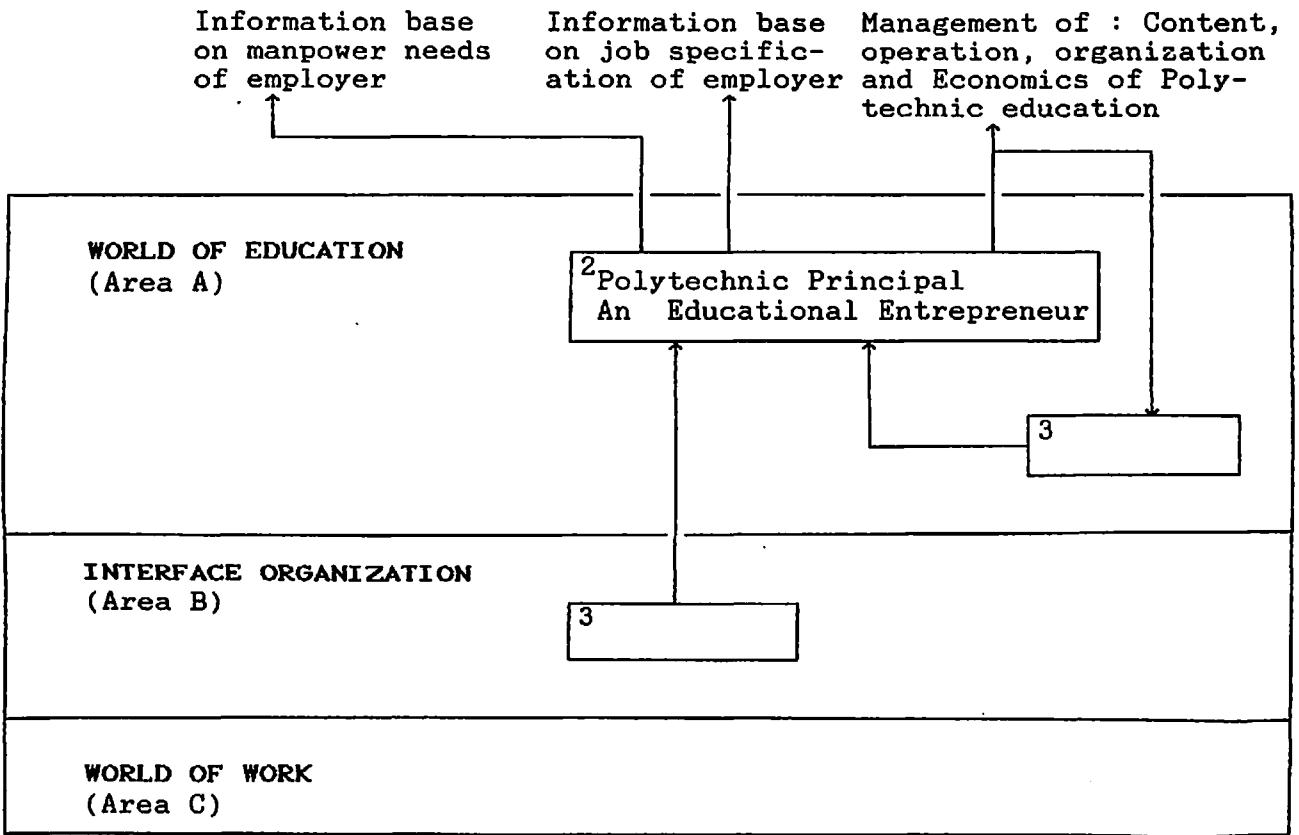 Information base
on manpower needs
of employer
Information base
on job specific-
ation of employer
Management of : Content,
operation, organization
and Economics of Poly-
technic education
WORLD OF EDUCATION
(Area A)
2
Polytechnic Principal
An Educational Entrepreneur
3
INTERFACE ORGANIZATION
(Area B)
3
WORLD OF WORK
(Area C)